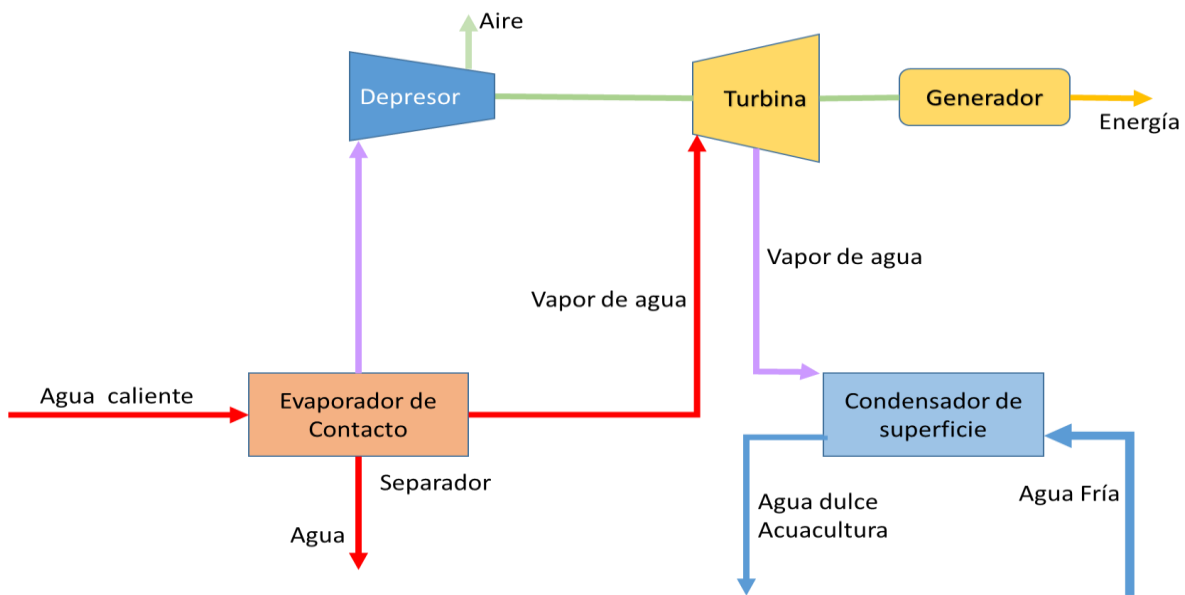 Aire
Depresor
Turbina
Generador
Energía
Vapor de agua
Vapor de agua
Agua caliente
Evaporador de
Contacto
Condensador de
superficie
Separador
Agua
Agua dulce
Acuacultura
Agua Fría